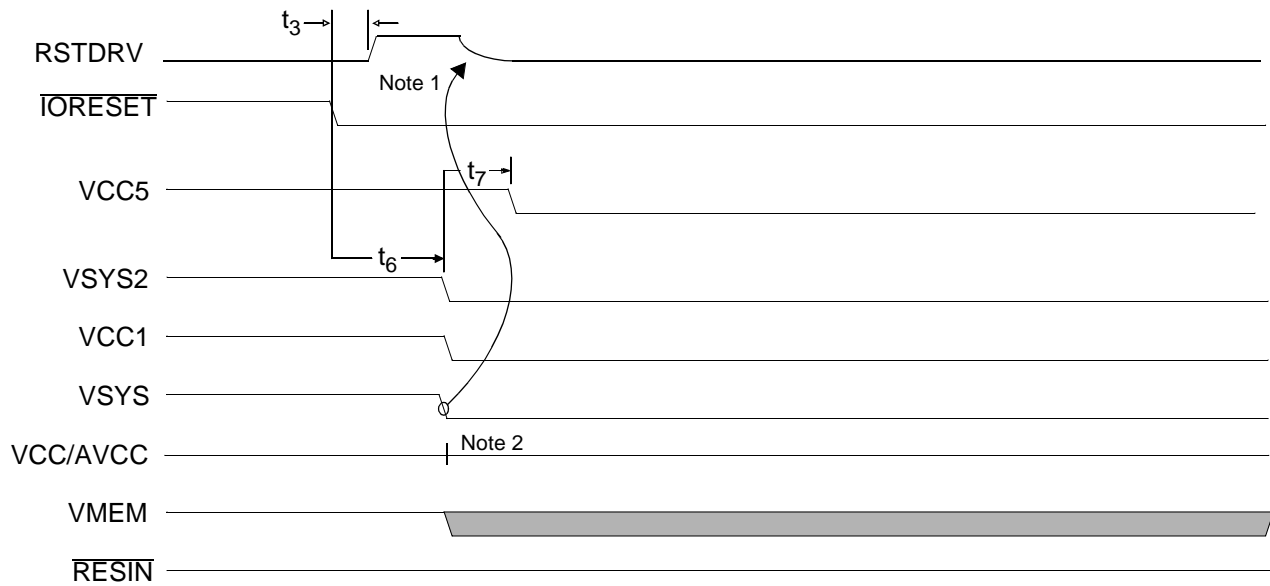 t3
RSTDRV
Note 1
IORESET
t7
VCC5
t6
VSYS2
VCC1
VSYS
Note 2
VCC/AVCC
VMEM
RESIN